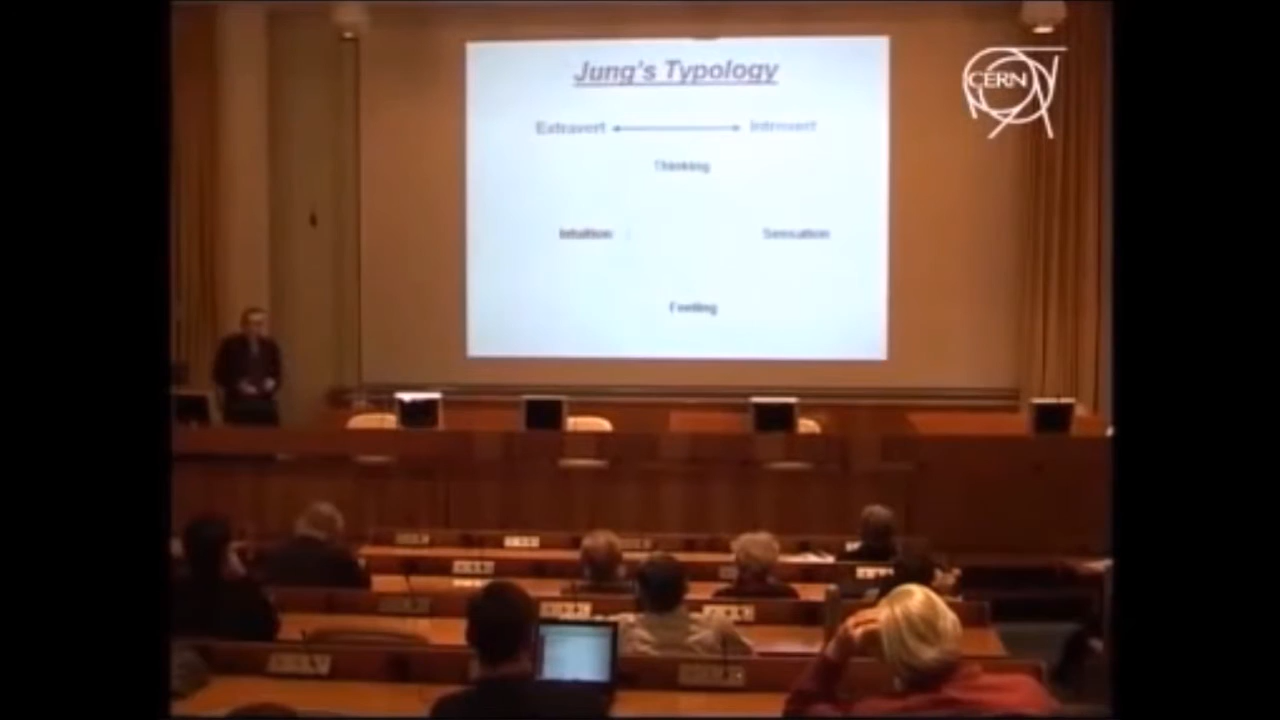 Jung's Typology
CERN
Extravert Introvert
Thinking
Intuition Sensation
Feeling